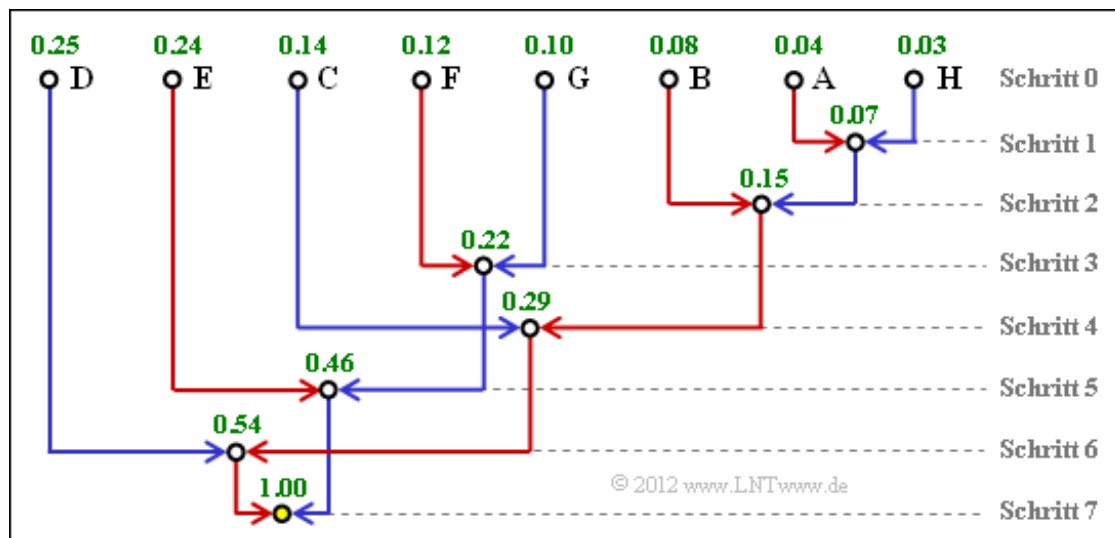 0.25 0.24 0.14 0.12 0.10 0.08 0.04 0.03
D E C F G B A H Schritt 0
0.07
Schritt 1
0.15
Schritt 2
0.22
Schritt 3
0.29
Schritt 4
0.46
Schritt 5
0.54
Schritt 6
1.00
© 2012 www.LNTwww.de
Schritt 7